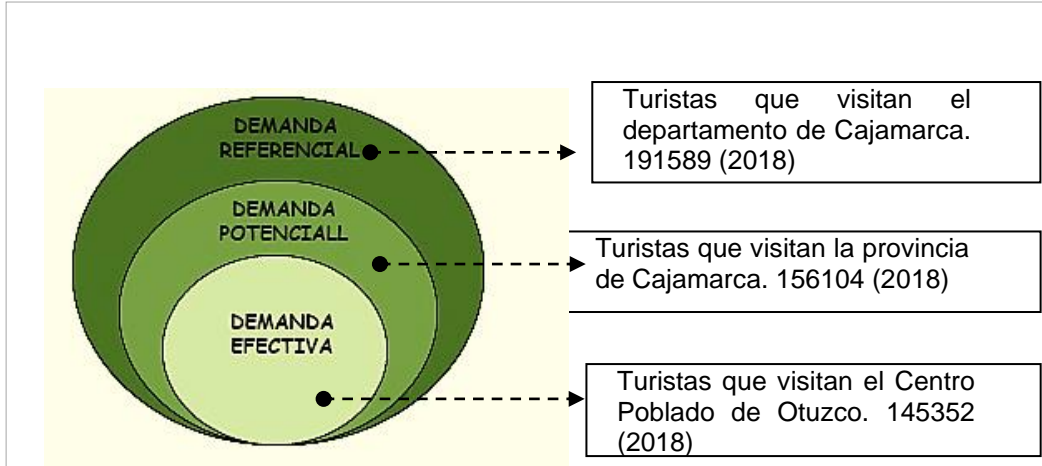 DEMANDA
REFERENCIAL
Turistas que visitan el
departamento de Cajamarca.
191589 (2018)
DEMANDA
POTENCIALL
Turistas que visitan la provincia
de Cajamarca. 156104 (2018)
DEMANDA
EFECTIVA
Turistas que visitan el Centro
Poblado de Otuzco. 145352
(2018)